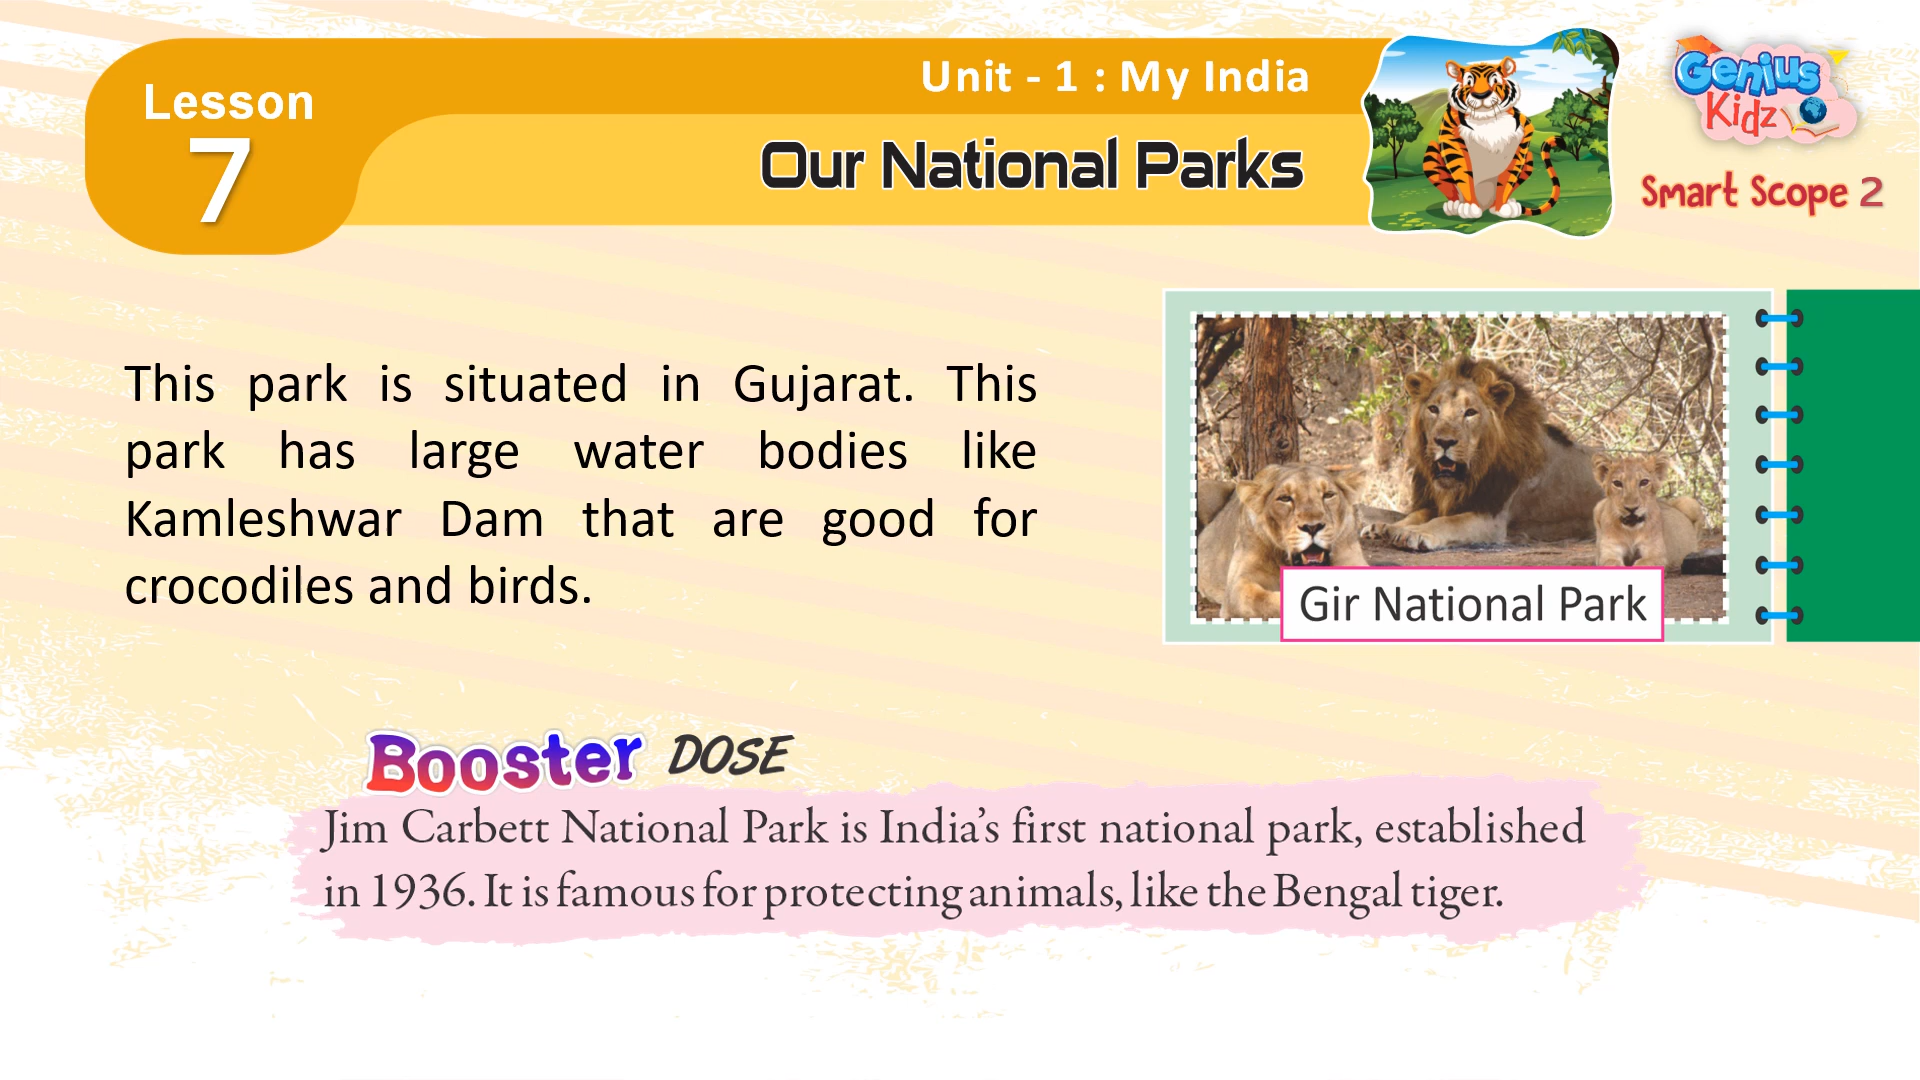 Lesson
7
Unit - 1 : My India
Our National Parks
Genius
Kidz
Smart Scope 2
This park is situated in Gujarat. This
park has large water bodies like
Kamleshwar Dam that are good for
crocodiles and birds.
Gir National Park
Booster DOSE
Jim Carbett National Park is India’s first national park, established
in 1936. It is famous for protecting animals, like the Bengal tiger.